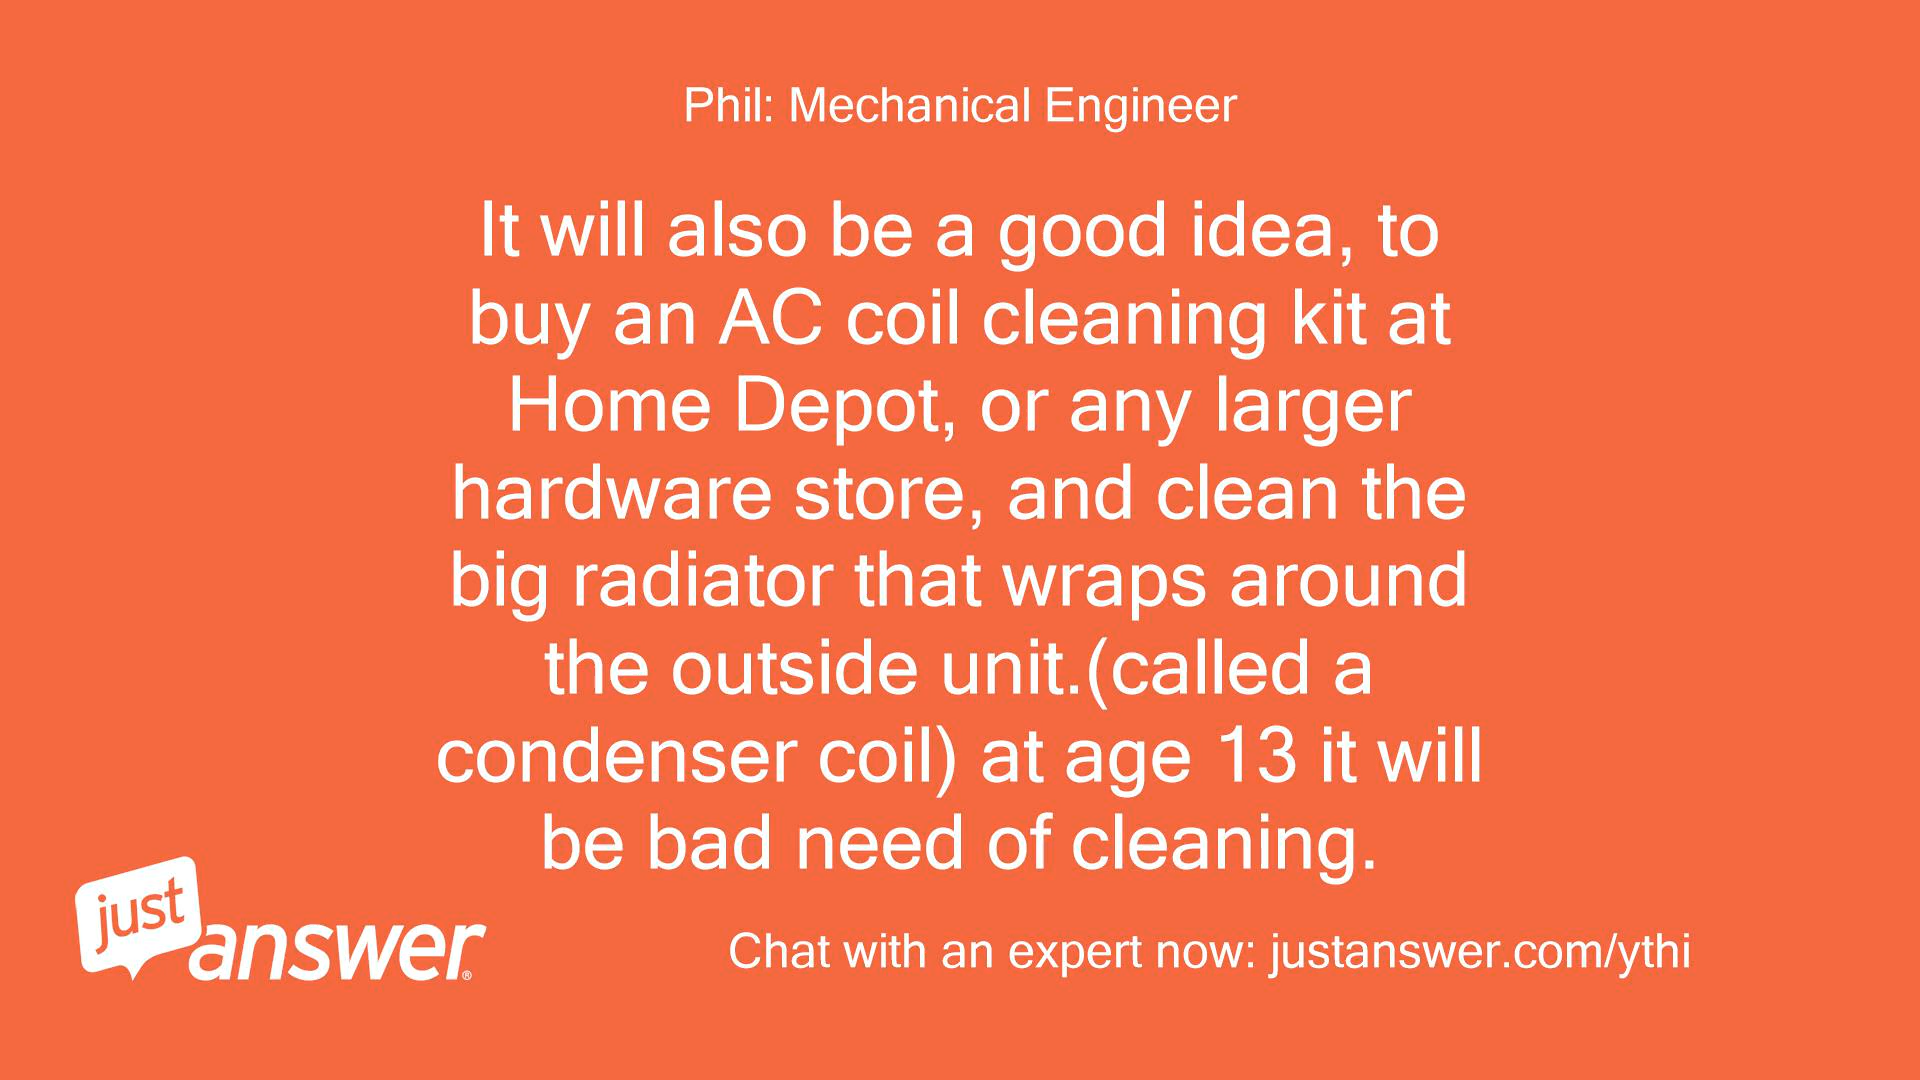 Phil: Mechanical Engineer
It will also be a good idea, to
buy an AC coil cleaning kit at
Home Depot, or any larger
hardware store, and clean the
big radiator that wraps around
the outside unit.(called a
condenser coil) at age 13 it will
be bad need of cleaning.
just
answer®
Chat with an expert now: justanswer.com/ythi